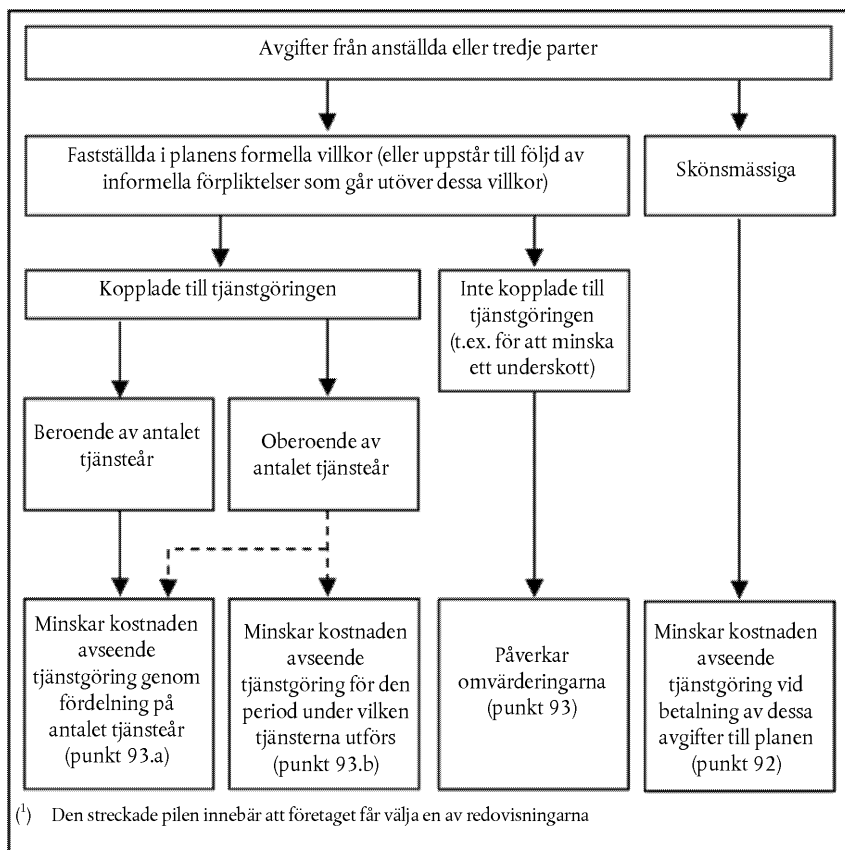 Avgifter från anställda eller tredje parter
Fastställda i planens formella villkor (eller uppstår till följd av
informella förpliktelser som går utöver dessa villkor)
Skönsmässiga
Kopplade till tjänstgöringen
Inte kopplade till
tjänstgöringen
(t.ex. för att minska
ett underskott)
Beroende av antalet
tjänsteår
Oberoende av
antalet tjänsteår
Minskar kostnaden
avseende
tjänstgöring genom
fördelning på
antalet tjänsteår
(punkt 93.a)
Minskar kostnaden
avseende
tjänstgöring för den
period under vilken
tjänsterna utförs
(punkt 93.b)
Påverkar
omvärderingarna
(punkt 93)
Minskar kostnaden
avseende
tjänstgöring vid
betalning av dessa
avgifter till planen
(punkt 92)
(¹) Den streckade pilen innebär att företaget får välja en av redovisningarna